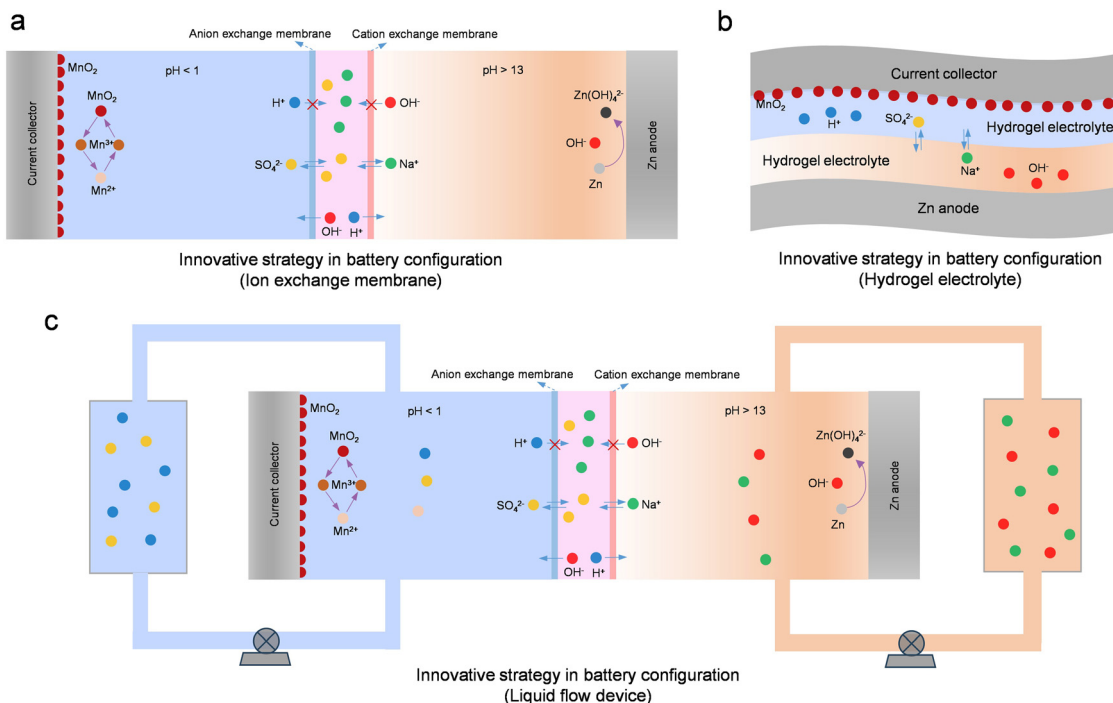 a
Anion exchange membrane
Cation exchange membrane
MnO₂
pH < 1
pH > 13
MnO₂
Mn³⁺
Mn²⁺
H⁺
OH⁻
SO₄²⁻
Na⁺
OH⁻
H⁺
Zn(OH)₄²⁻
OH⁻
Zn
Current collector
Zn anode
Innovative strategy in battery configuration
(Ion exchange membrane)
b
Current collector
MnO₂
H⁺
SO₄²⁻
Hydrogel electrolyte
Hydrogel electrolyte
Na⁺
OH⁻
Zn anode
Innovative strategy in battery configuration
(Hydrogel electrolyte)
c
Anion exchange membrane
Cation exchange membrane
MnO₂
pH < 1
pH > 13
MnO₂
Mn³⁺
Mn²⁺
H⁺
OH⁻
SO₄²⁻
Na⁺
OH⁻
H⁺
Zn(OH)₄²⁻
OH⁻
Zn
Current collector
Zn anode
Innovative strategy in battery configuration
(Liquid flow device)